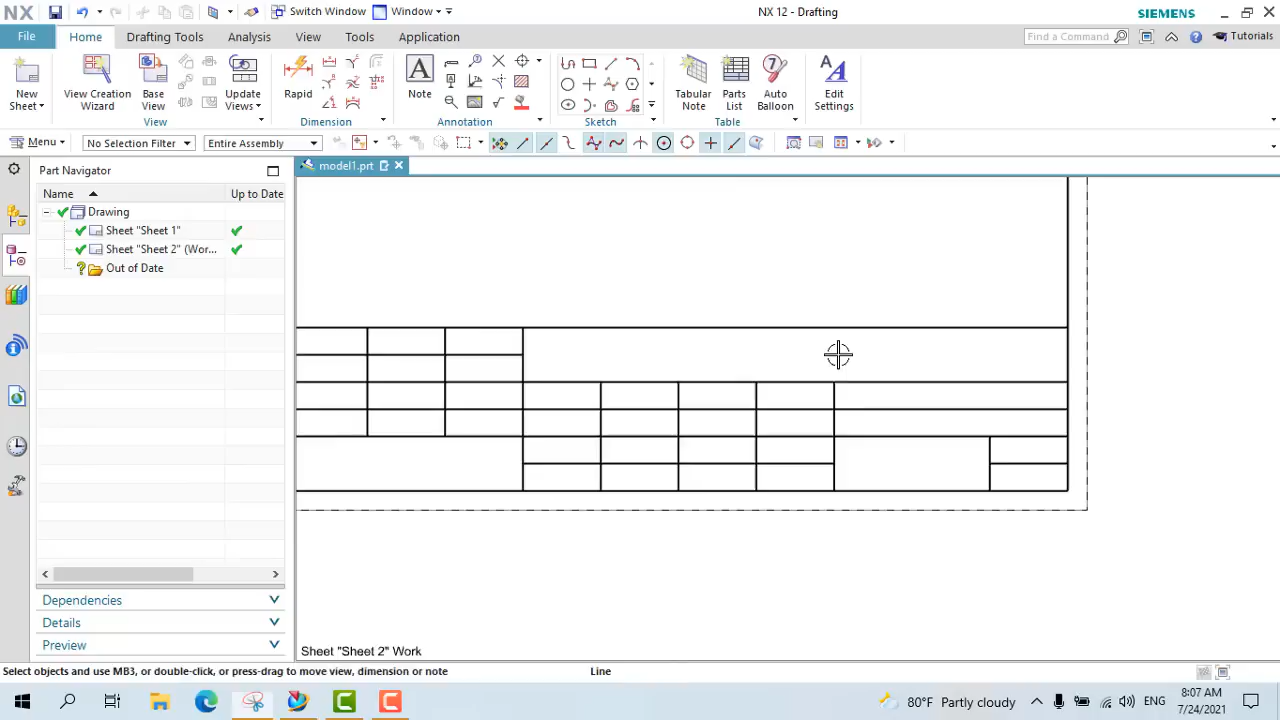 NX
Switch Window
Window
NX 12 - Drafting
SIEMENS
File
Home
Drafting Tools
Analysis
View
Tools
Application
Find a Command
Tutorials
New
Sheet
View Creation
Wizard
Base
View
Update
Views
View
Rapid
Dimension
A
Note
Annotation
Sketch
Tabular
Note
Parts
List
7
Auto
Balloon
Table
A
Edit
Settings
Menu
No Selection Filter
Entire Assembly
Part Navigator
model1.prt
Name
Up to Date
Drawing
Sheet "Sheet 1"
Sheet "Sheet 2" (Wor...
Out of Date
Dependencies
Details
Preview
Sheet "Sheet 2" Work
Select objects and use MB3, or double-click, or press-drag to move view, dimension or note
Line
80°F Partly cloudy
ENG
8:07 AM
7/24/2021